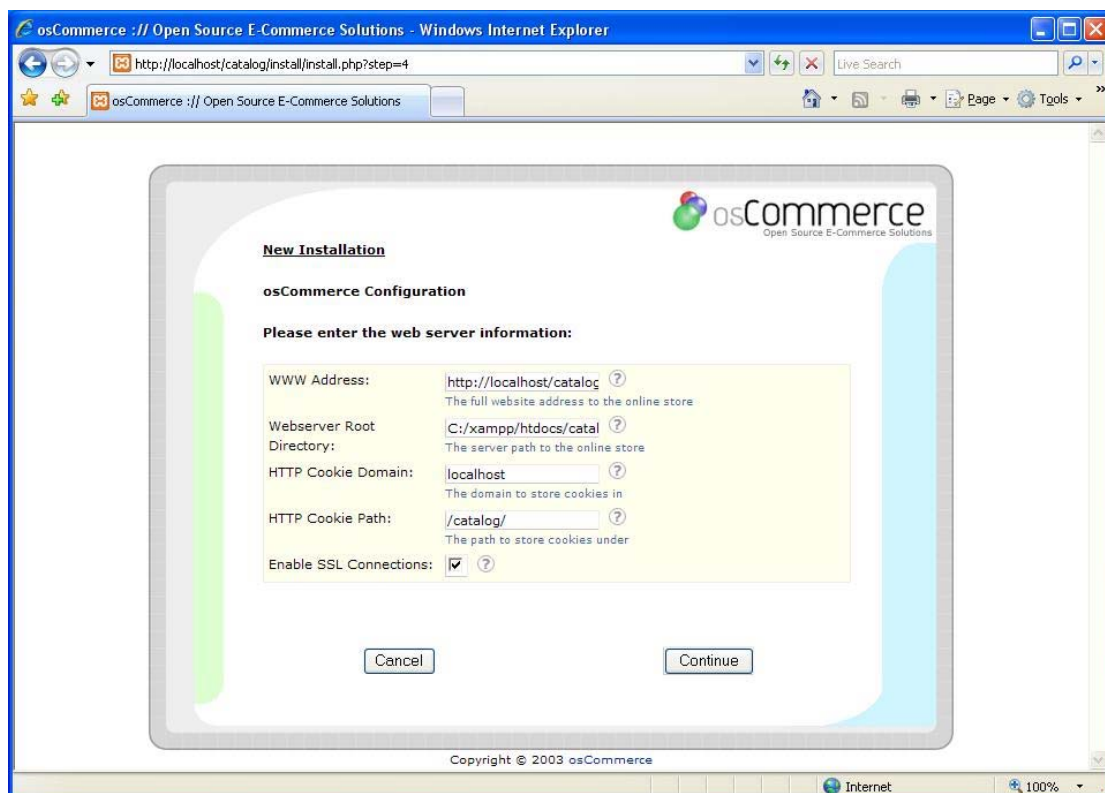 osCommerce :// Open Source E-Commerce Solutions - Windows Internet Explorer
http://localhost/catalog/install/install.php?step=4
Live Search
osCommerce :// Open Source E-Commerce Solutions
Page
Tools
osCommerce
Open Source E-Commerce Solutions
New Installation
osCommerce Configuration
Please enter the web server information:
WWW Address: http://localhost/catalog ?
The full website address to the online store
Webserver Root Directory: C:/xampp/htdocs/catal ?
The server path to the online store
HTTP Cookie Domain: localhost ?
The domain to store cookies in
HTTP Cookie Path: /catalog/ ?
The path to store cookies under
Enable SSL Connections: ?
Cancel Continue
Copyright © 2003 osCommerce
Internet 100%